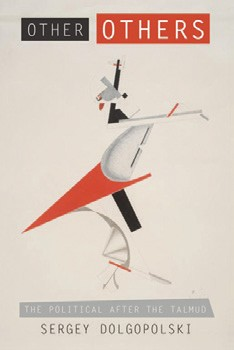 OTHER OTHERS
THE POLITICAL AFTER THE TALMUD
SERGEY DOLGOPOLSKI